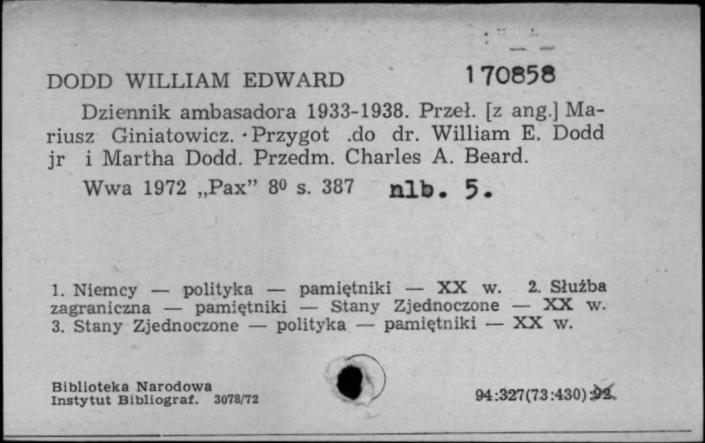 DODD WILLIAM EDWARD 170858
Dziennik ambasadora 1933-1938. Przeł. [z ang.] Ma-
riusz Giniatowicz. · Przygot .do dr. William E. Dodd
jr i Martha Dodd. Przedm. Charles A. Beard.
Wwa 1972 „Pax” 8⁰ s. 387 nlb. 5.
1. Niemcy — polityka — pamiętniki — XX w. 2. Służba
zagraniczna — pamiętniki — Stany Zjednoczone — XX w.
3. Stany Zjednoczone — polityka — pamiętniki — XX w.
Biblioteka Narodowa
Instytut Bibliograf. 3078/72
94:327(73:430):92